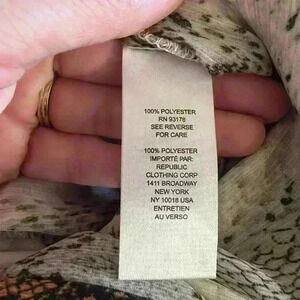 100% POLYESTER
RN 93176
SEE REVERSE
FOR CARE
100% POLYESTER
IMPORTÉ PAR:
REPUBLIC
CLOTHING CORP
1411 BROADWAY
NEW YORK
NY 10018 USA
ENTRETIEN
AU VERSO